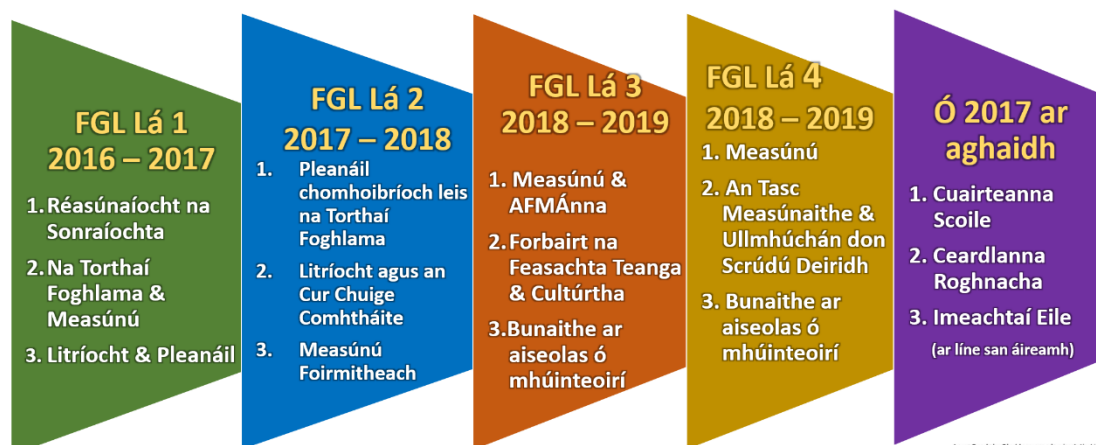 FGL Lá 1
2016 – 2017
1. Réasúnaíocht na
Sonraíochta
2. Na Torthaí
Foghlama &
Measúnú
3. Litríocht & Pleanáil
FGL Lá 2
2017 – 2018
1. Pleanáil
chomhoibríoch leis
na Torthaí
Foghlama
2. Litríocht agus an
Cur Chuige
Comhtháite
3. Measúnú
Foirmitheach
FGL Lá 3
2018 – 2019
1. Measúnú &
AFMÁnna
2. Forbairt na
Feasachta Teanga
& Cultúrtha
3. Bunaithe ar
aiseolas ó
mhúinteoirí
FGL Lá 4
2018 – 2019
1. Measúnú
2. An Tasc
Measúnaithe &
Ullmhúchán don
Scrúdú Deiridh
3. Bunaithe ar
aiseolas ó
mhúinteoirí
Ó 2017 ar
aghaidh
1. Cuairteanna
Scoile
2. Ceardlanna
Roghnacha
3. Imeachtaí Eile
(ar líne san áireamh)